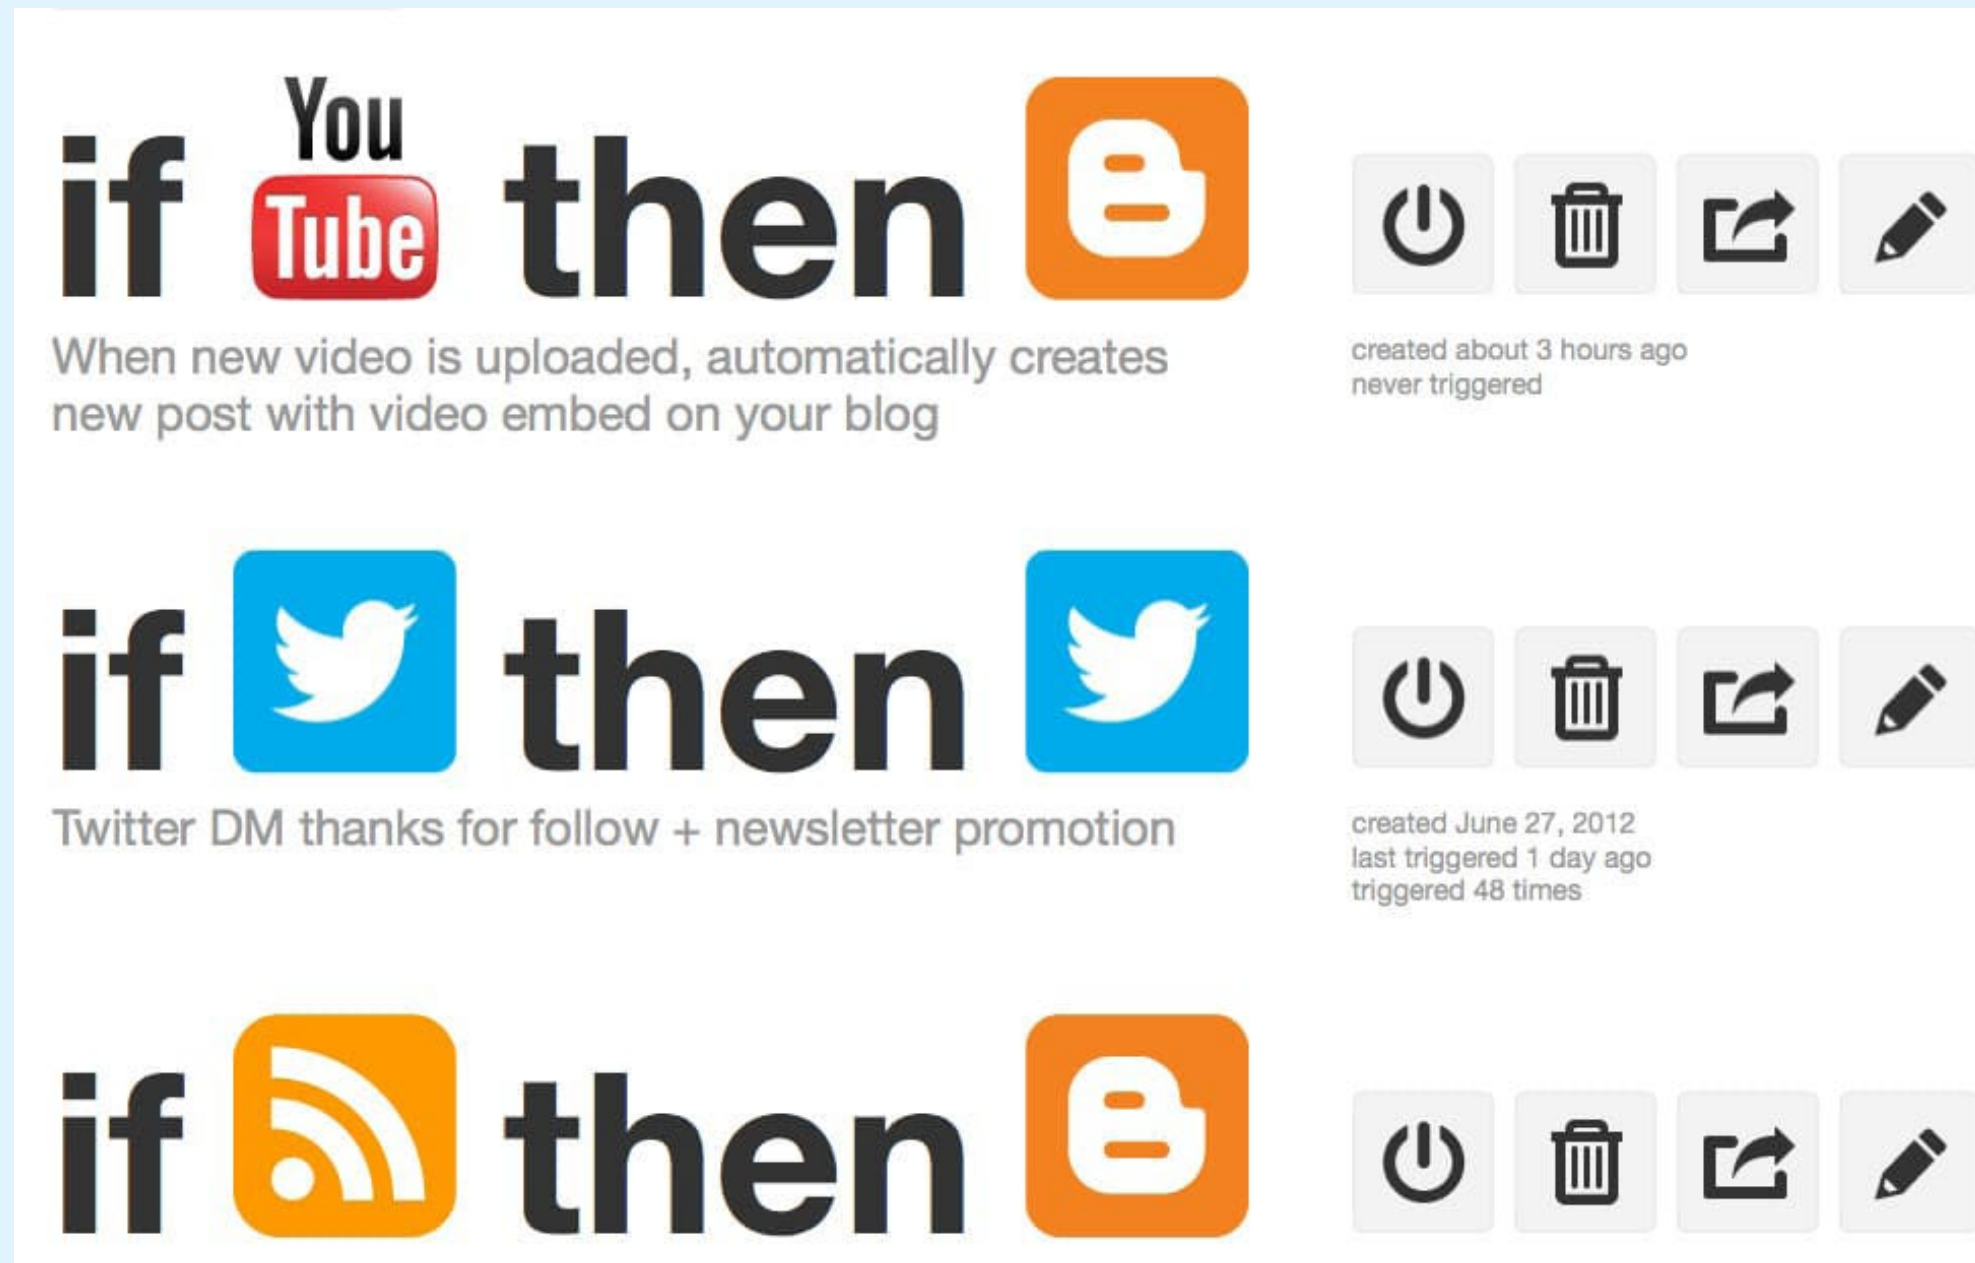 if You Tube then
When new video is uploaded, automatically creates
new post with video embed on your blog
created about 3 hours ago
never triggered
if then
Twitter DM thanks for follow + newsletter promotion
created June 27, 2012
last triggered 1 day ago
triggered 48 times
if then